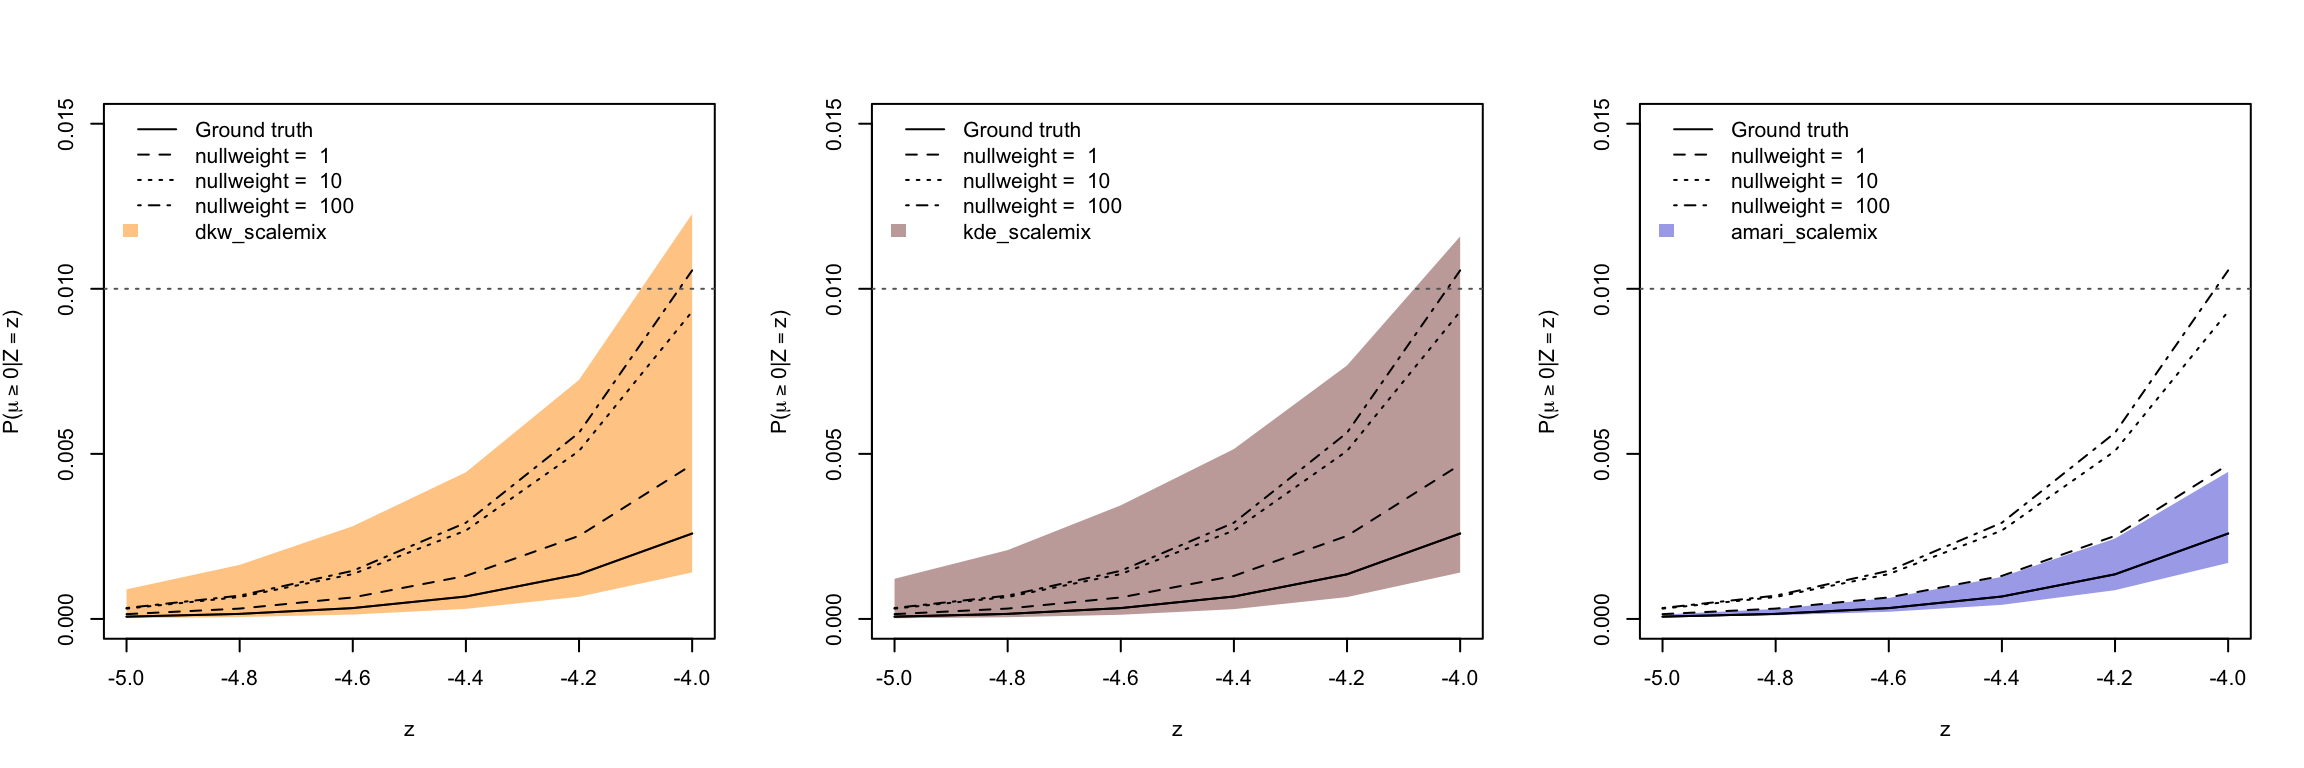 Ground truth
nullweight = 1
nullweight = 10
nullweight = 100
dkw_scalemix
P(μ ≥ 0|Z = z)
0.015
0.010
0.005
0.000
-5.0 -4.8 -4.6 -4.4 -4.2 -4.0
z
Ground truth
nullweight = 1
nullweight = 10
nullweight = 100
kde_scalemix
P(μ ≥ 0|Z = z)
0.015
0.010
0.005
0.000
-5.0 -4.8 -4.6 -4.4 -4.2 -4.0
z
Ground truth
nullweight = 1
nullweight = 10
nullweight = 100
amari_scalemix
P(μ ≥ 0|Z = z)
0.015
0.010
0.005
0.000
-5.0 -4.8 -4.6 -4.4 -4.2 -4.0
z